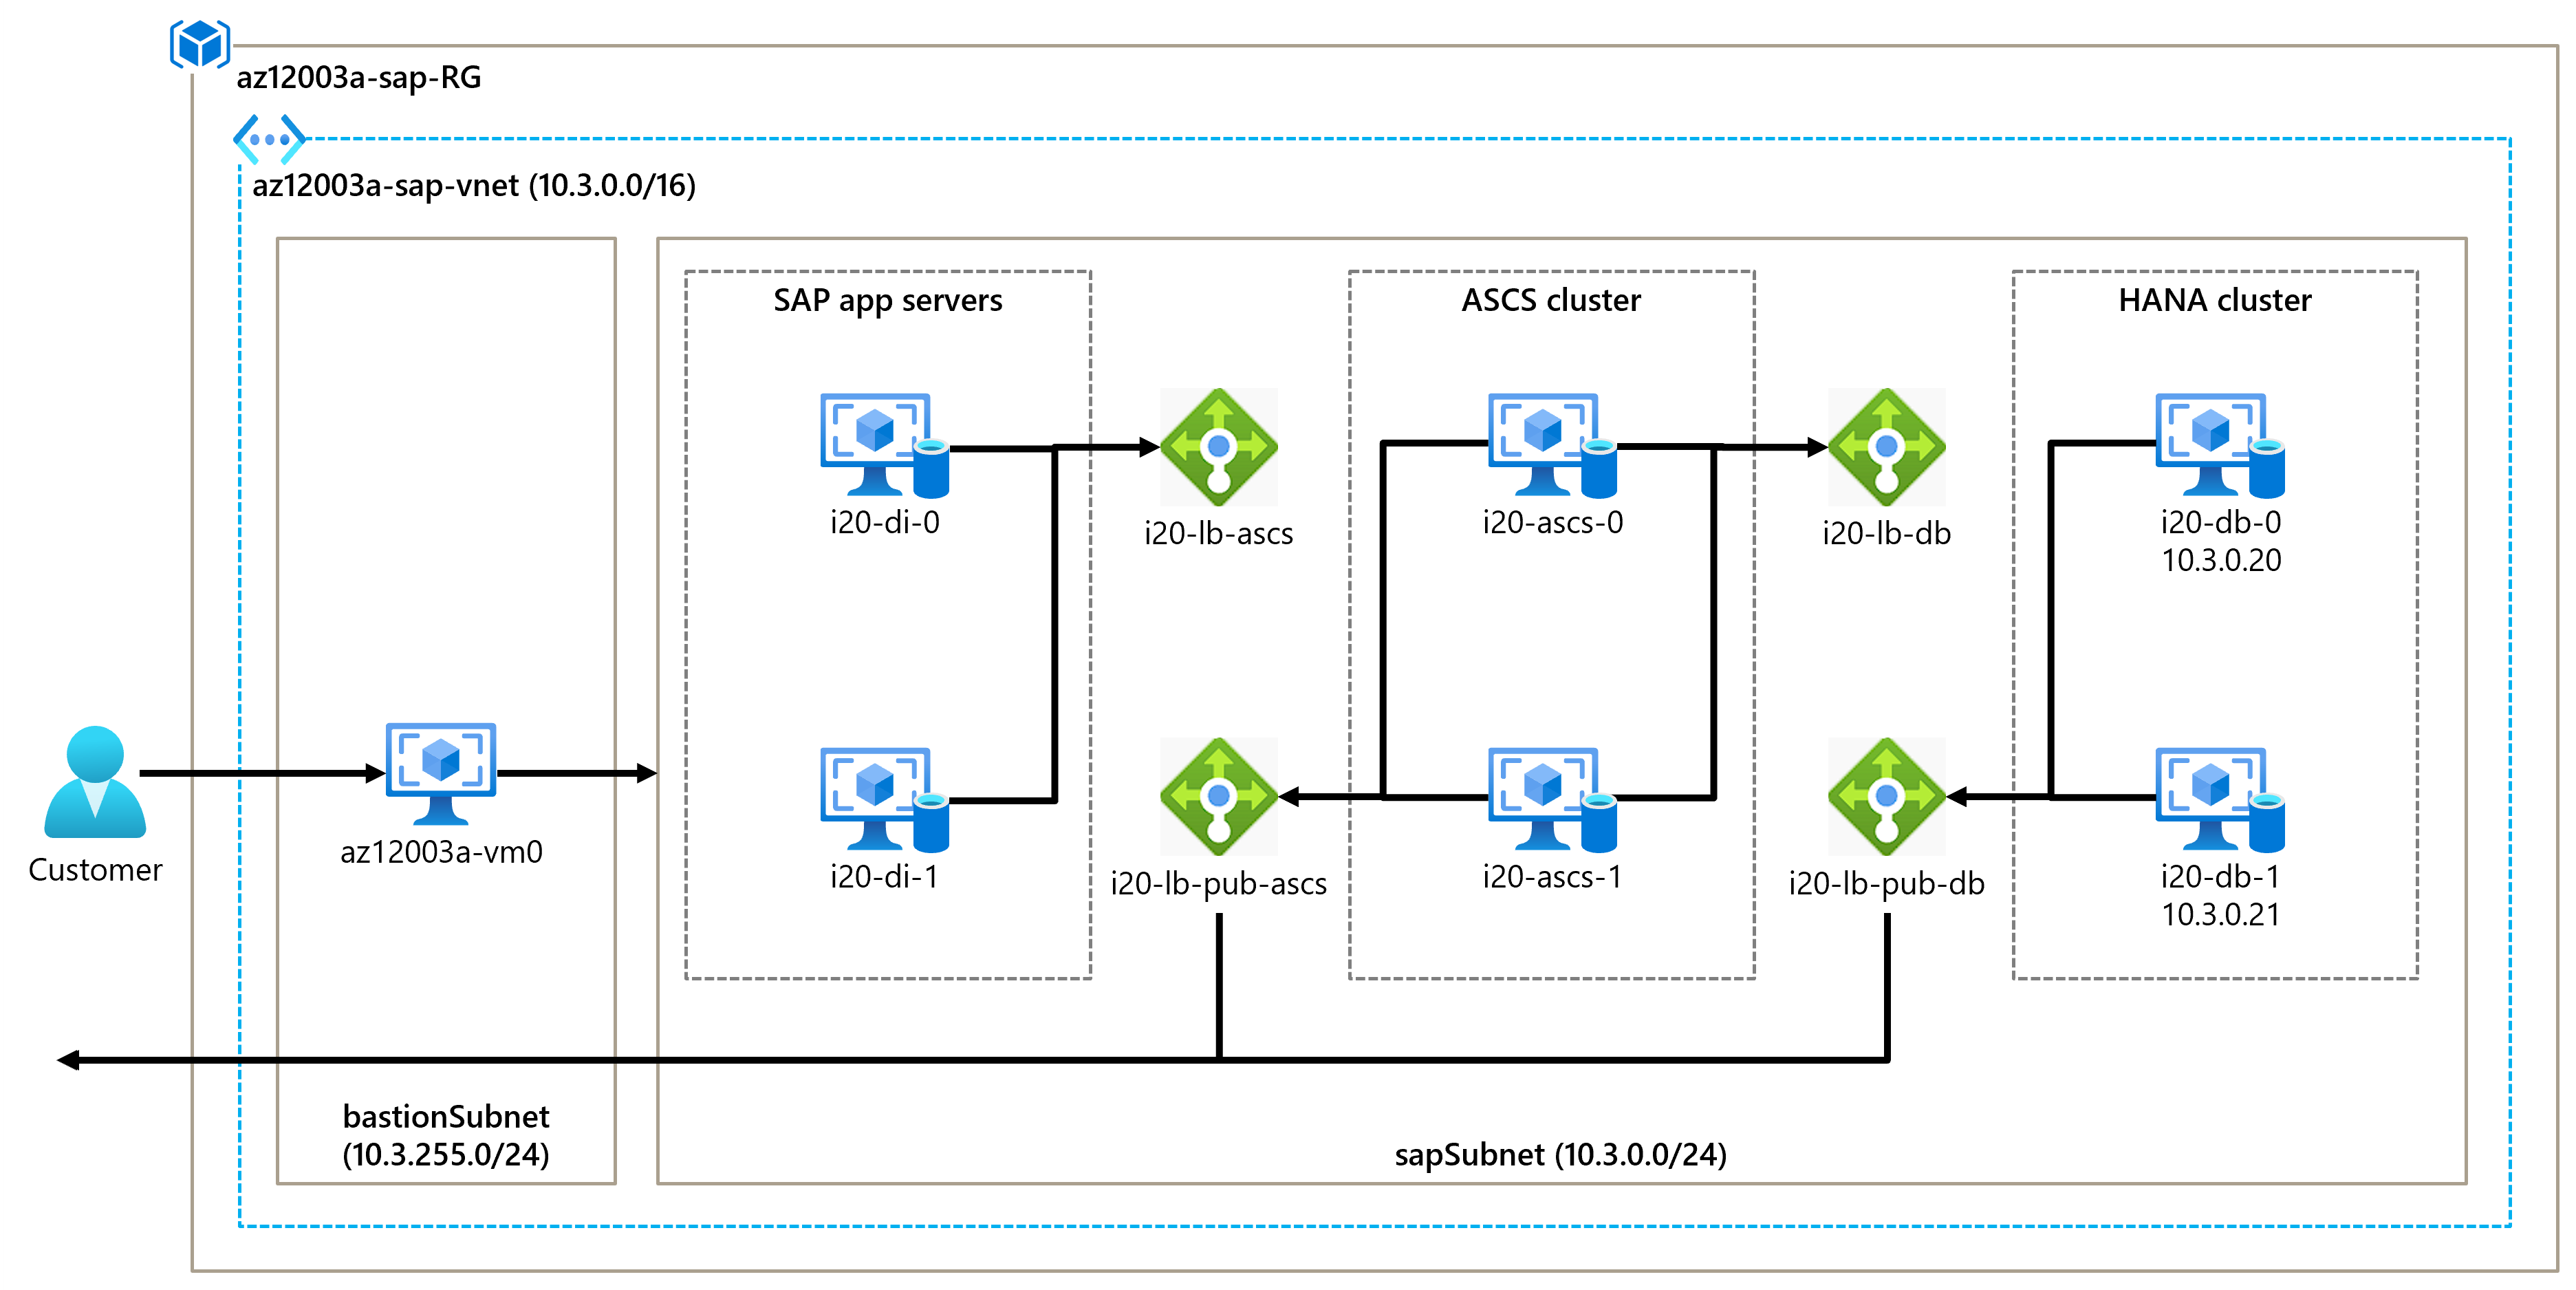 az12003a-sap-RG
az12003a-sap-vnet (10.3.0.0/16)
SAP app servers
ASCS cluster
HANA cluster
i20-di-0
i20-lb-ascs
i20-ascs-0
i20-lb-db
i20-db-0
10.3.0.20
Customer
az12003a-vm0
i20-di-1
i20-lb-pub-ascs
i20-ascs-1
i20-lb-pub-db
i20-db-1
10.3.0.21
bastionSubnet
(10.3.255.0/24)
sapSubnet (10.3.0.0/24)